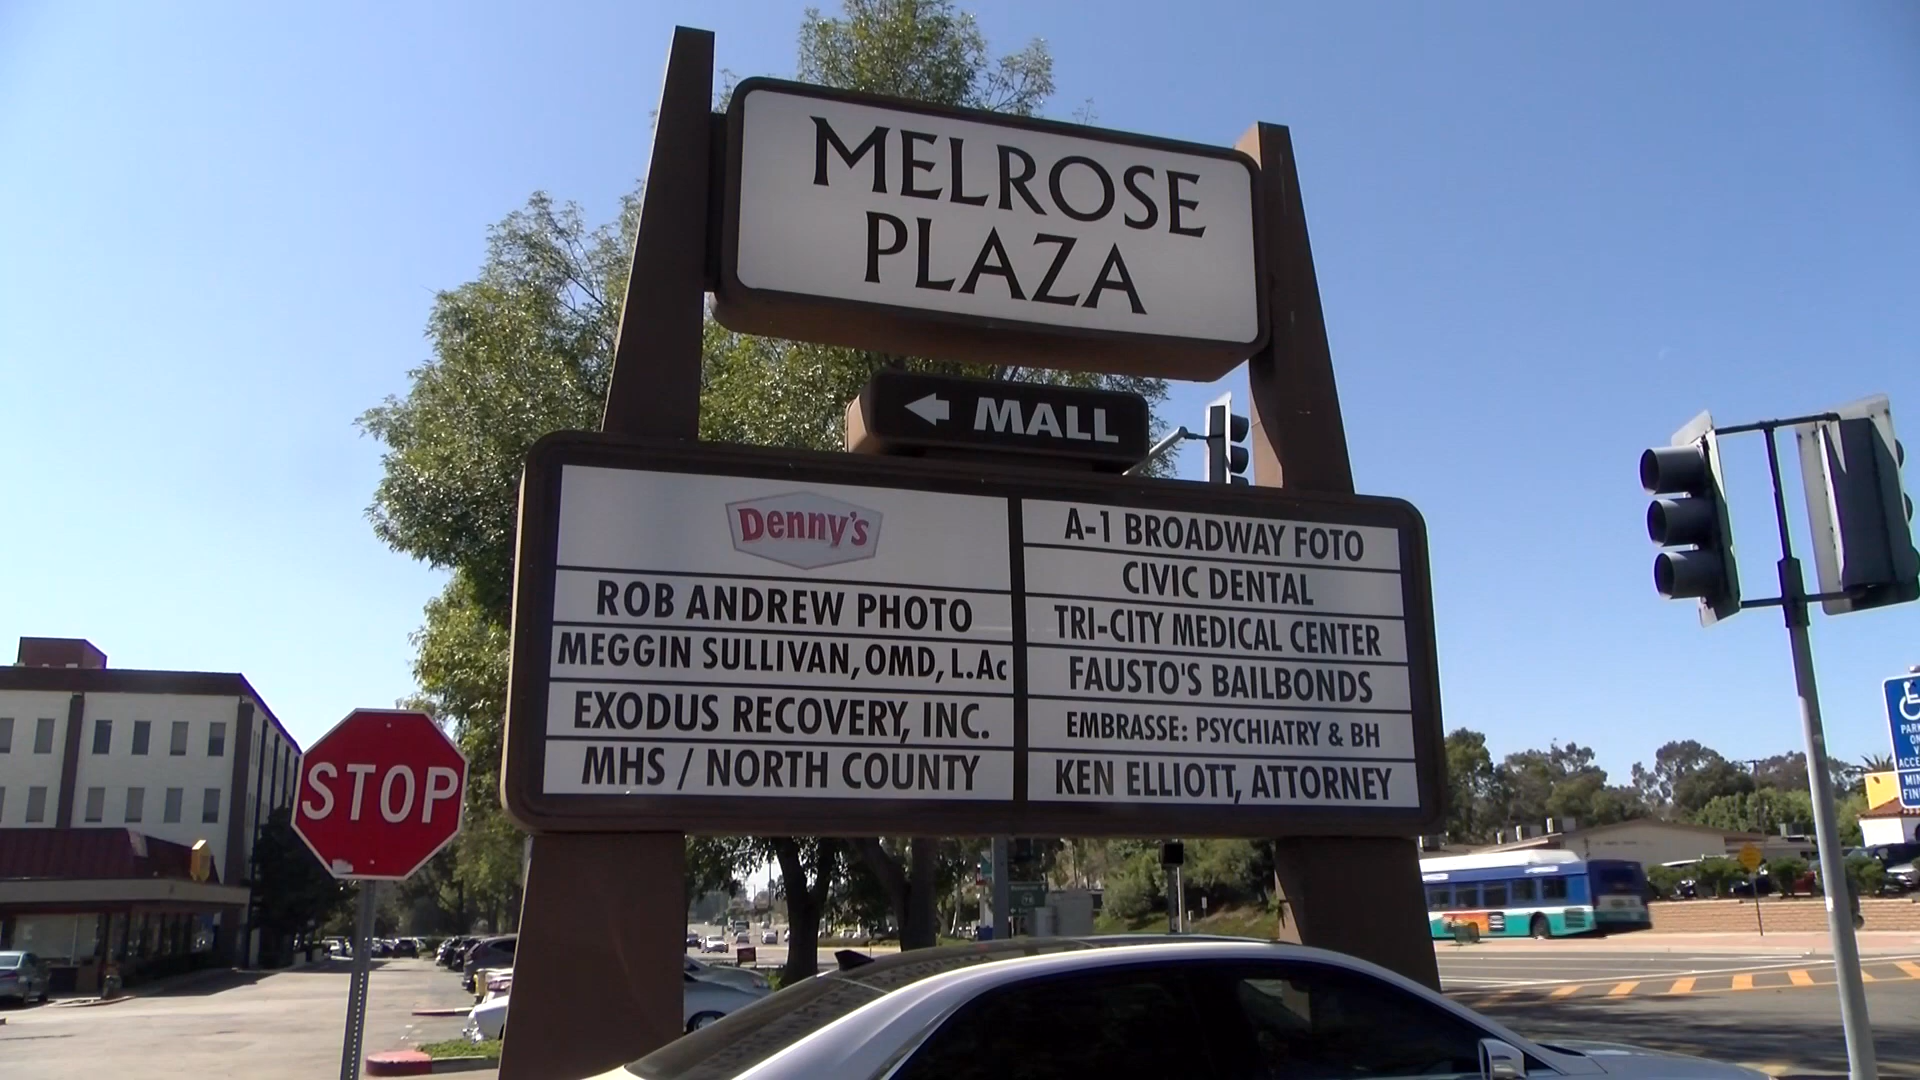 MELROSE
PLAZA
MALL
Denny's
ROB ANDREW PHOTO
MEGGIN SULLIVAN, OMD, L.Ac
EXODUS RECOVERY, INC.
MHS / NORTH COUNTY
A-1 BROADWAY FOTO
CIVIC DENTAL
TRI-CITY MEDICAL CENTER
FAUSTO'S BAILBONDS
EMBRASSE: PSYCHIATRY & BH
KEN ELLIOTT, ATTORNEY
STOP